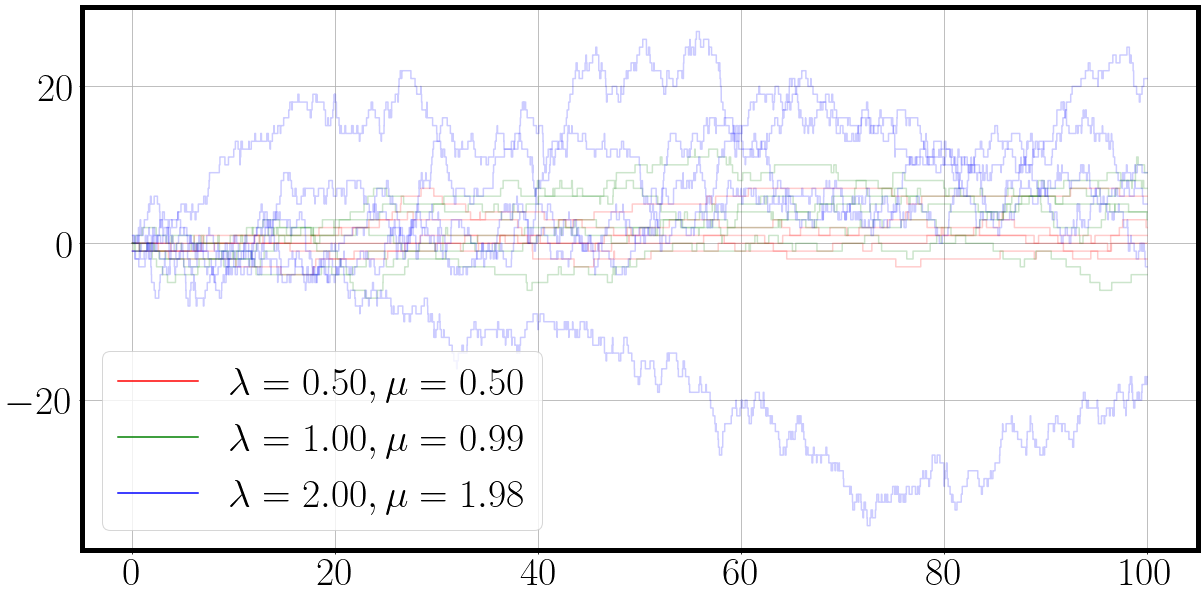 20
0
−20
λ = 0.50, μ = 0.50
λ = 1.00, μ = 0.99
λ = 2.00, μ = 1.98
0 20 40 60 80 100